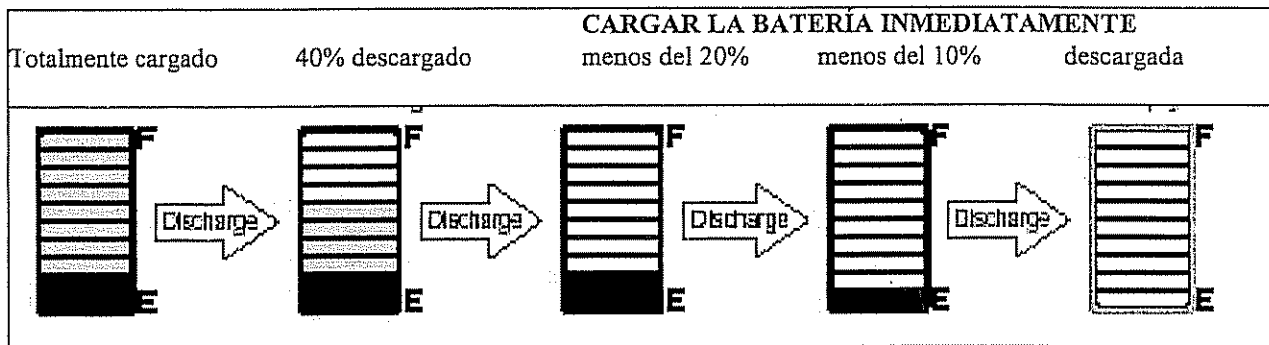 CARGAR LA BATERÍA INMEDIATAMENTE
Totalmente cargado 40% descargado menos del 20% menos del 10% descargada
F F F F F
Discharge Discharge Discharge Discharge
E E E E E